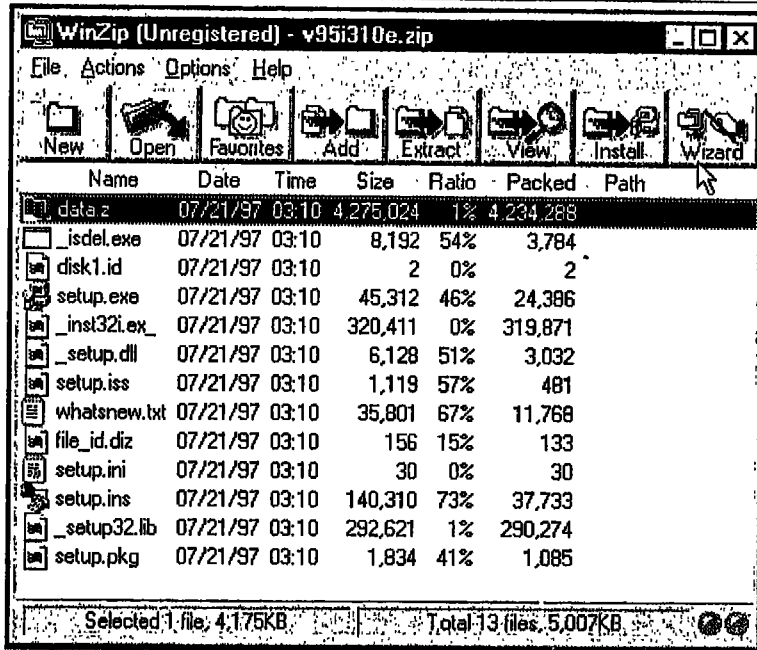 WinZip (Unregistered) - v95i310e.zip
File Actions Options Help
New Open Favorites Add Extract View Install Wizard
Name Date Time Size Ratio Packed Path
data.z 07/21/97 03:10 4,275,024 1% 4,234,288
_isdel.exe 07/21/97 03:10 8,192 54% 3,784
disk1.id 07/21/97 03:10 2 0% 2
setup.exe 07/21/97 03:10 45,312 46% 24,386
_inst32i.ex_ 07/21/97 03:10 320,411 0% 319,871
_setup.dll 07/21/97 03:10 6,128 51% 3,032
setup.iss 07/21/97 03:10 1,119 57% 481
whatsnew.txt 07/21/97 03:10 35,801 67% 11,768
file_id.diz 07/21/97 03:10 156 15% 133
setup.ini 07/21/97 03:10 30 0% 30
setup.ins 07/21/97 03:10 140,310 73% 37,733
_setup32.lib 07/21/97 03:10 292,621 1% 290,274
setup.pkg 07/21/97 03:10 1,834 41% 1,085
Selected 1 file, 4,175KB Total 13 files, 5,007KB